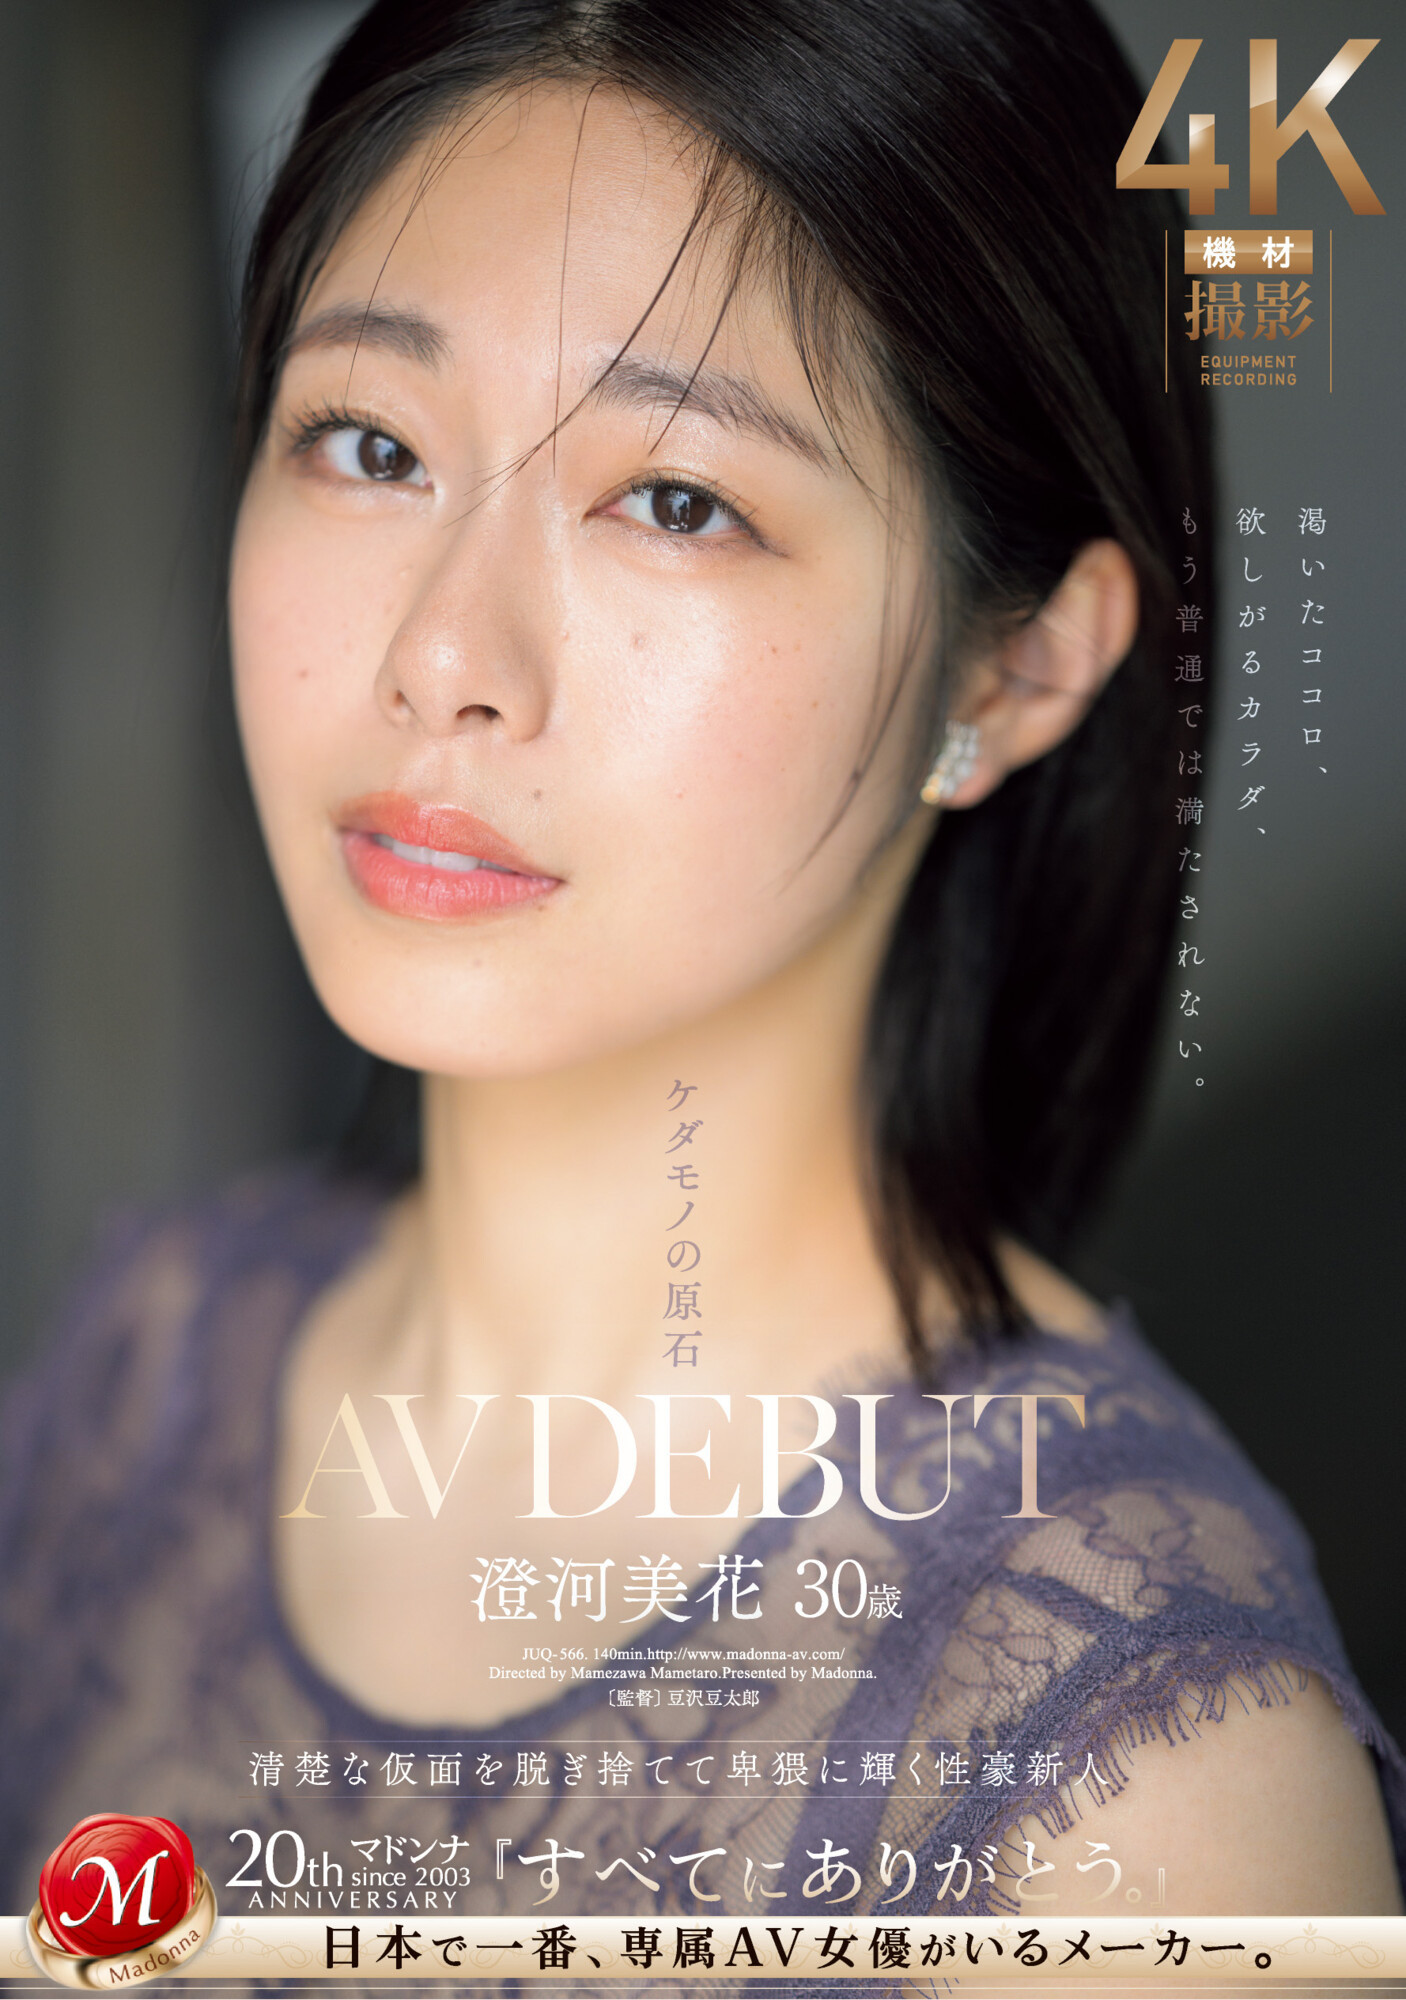 4K
機材
撮影
EQUIPMENT
RECORDING
渇いたココロ、
欲しがるカラダ、
もう普通では満たされない。
ケダモノの原石
AV DEBUT
澄河美花 30歳
JUQ-566. 140min.http://www.madonna-av.com/
Directed by Mamezawa Mametaro.Presented by Madonna.
〔監督〕豆沢豆太郎
清楚な仮面を脱ぎ捨てて卑猥に輝く性豪新人
20th マドンナ since 2003
ANNIVERSARY
『すべてにありがとう。』
M
Madonna
日本で一番、専属AV女優がいるメーカー。